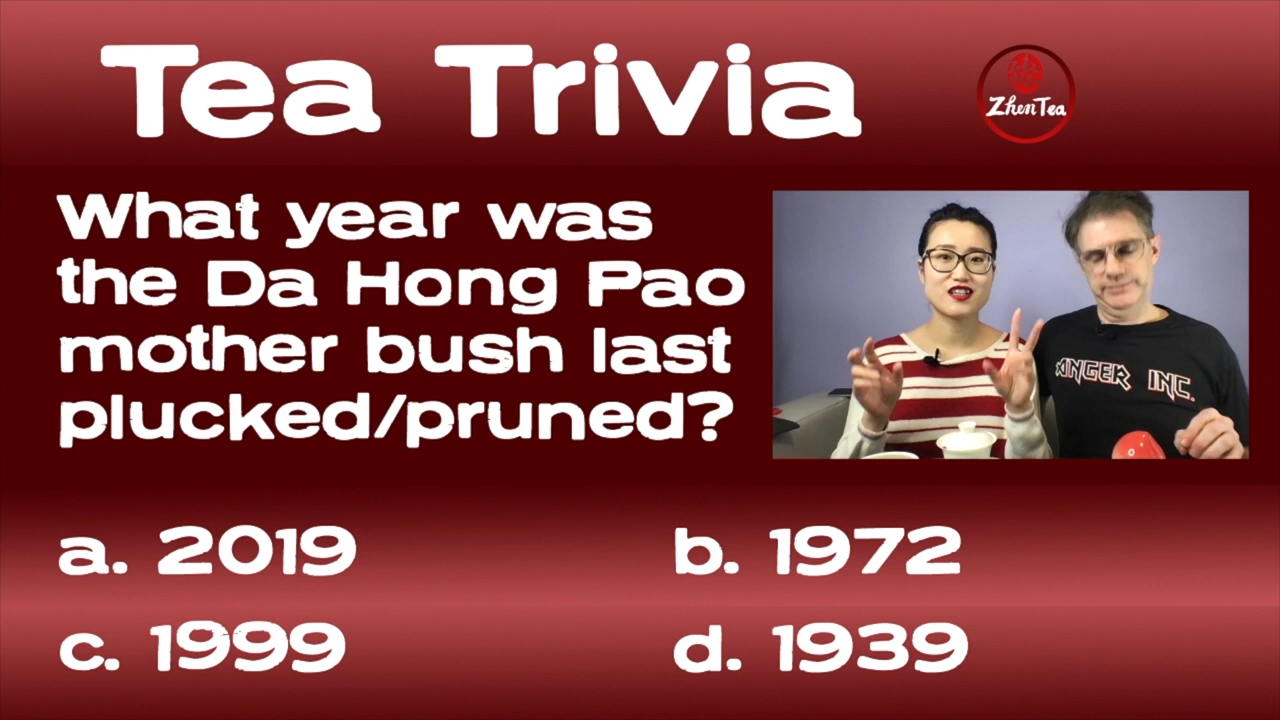 Tea Trivia
ZhenTea
What year was
the Da Hong Pao
mother bush last
plucked/pruned?
ANGER INC.
a. 2019
b. 1972
c. 1999
d. 1939